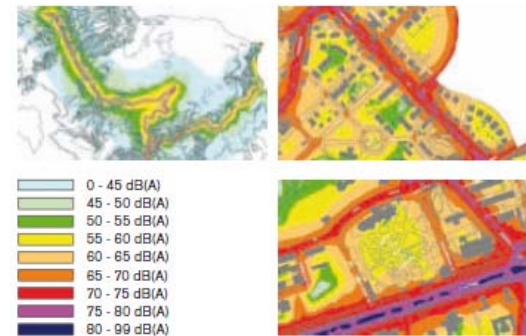 0 - 45 dB(A)
45 - 50 dB(A)
50 - 55 dB(A)
55 - 60 dB(A)
60 - 65 dB(A)
65 - 70 dB(A)
70 - 75 dB(A)
75 - 80 dB(A)
80 - 99 dB(A)